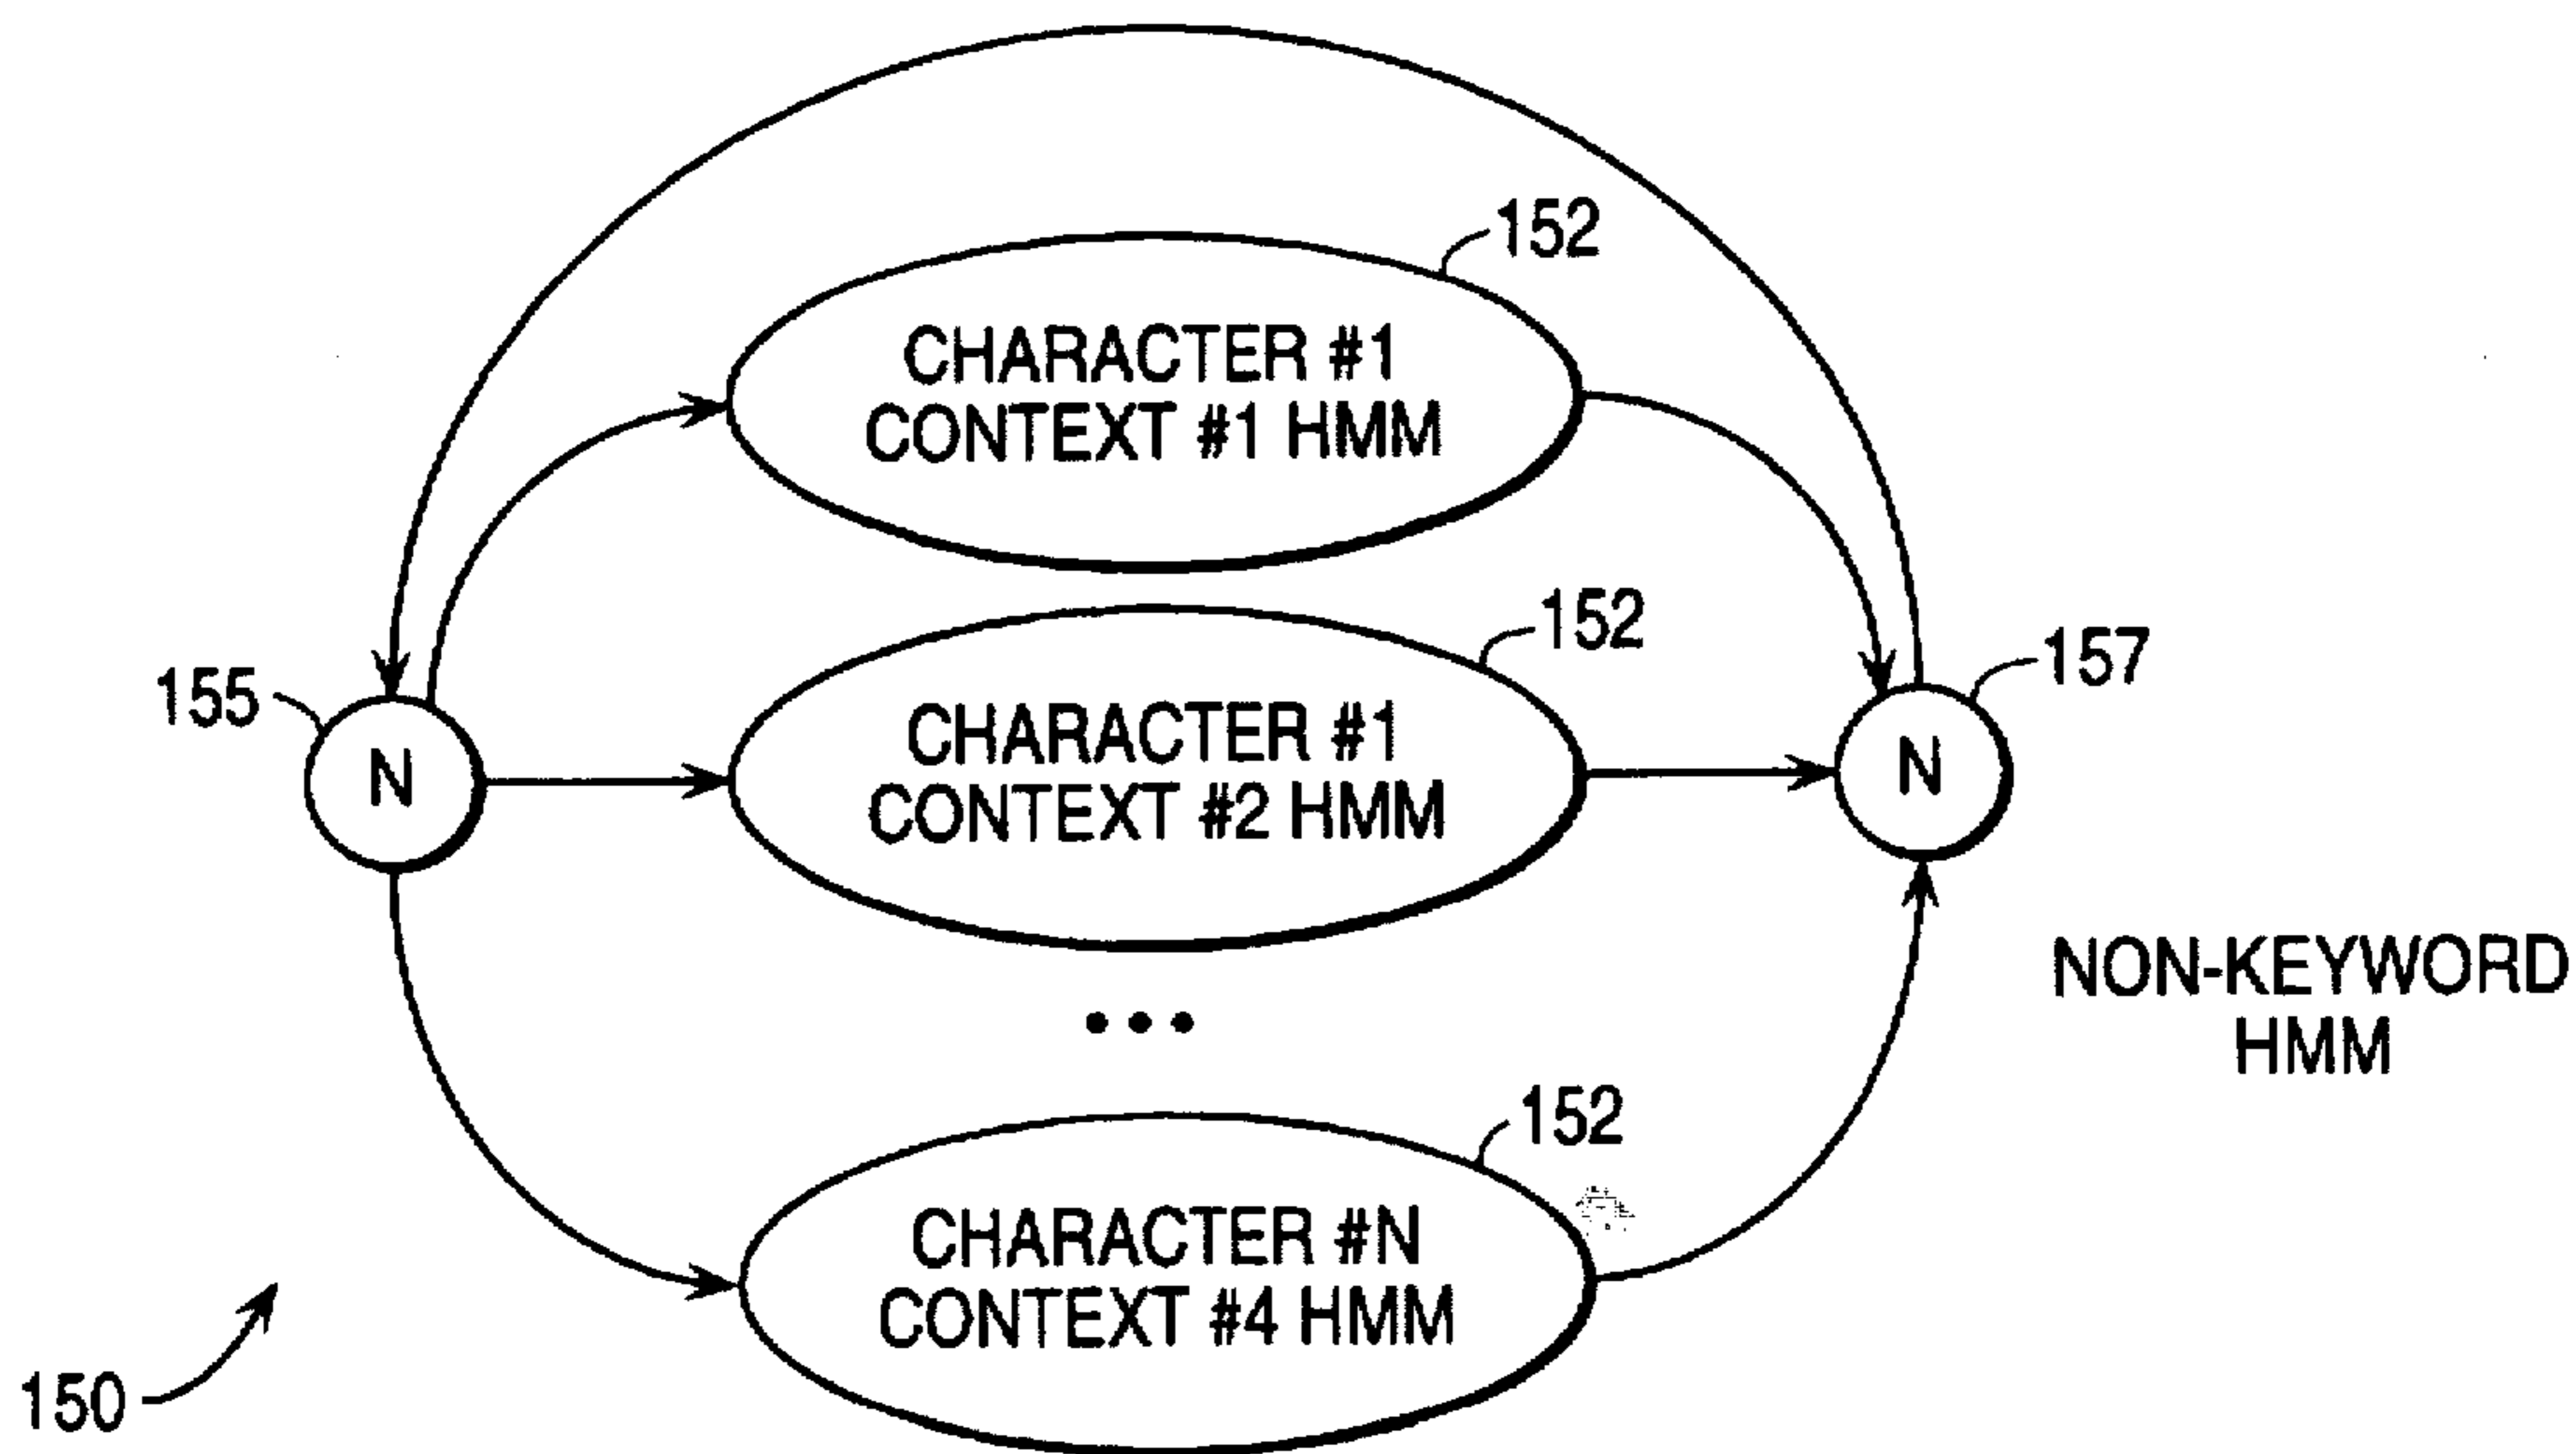 152
CHARACTER #1
CONTEXT #1 HMM
152
155
N
CHARACTER #1
CONTEXT #2 HMM
N
157
NON-KEYWORD
HMM
152
CHARACTER #N
CONTEXT #4 HMM
150